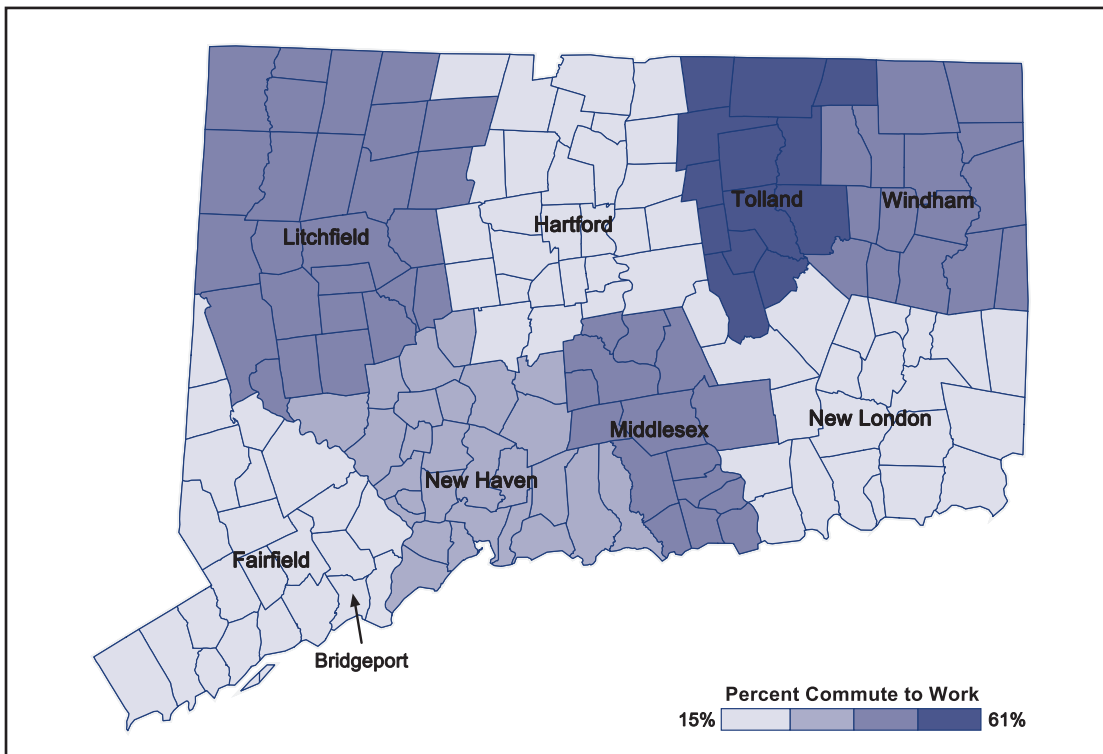 Tolland
Windham
Hartford
Litchfield
New London
Middlesex
New Haven
Fairfield
Bridgeport
Percent Commute to Work
15% 61%